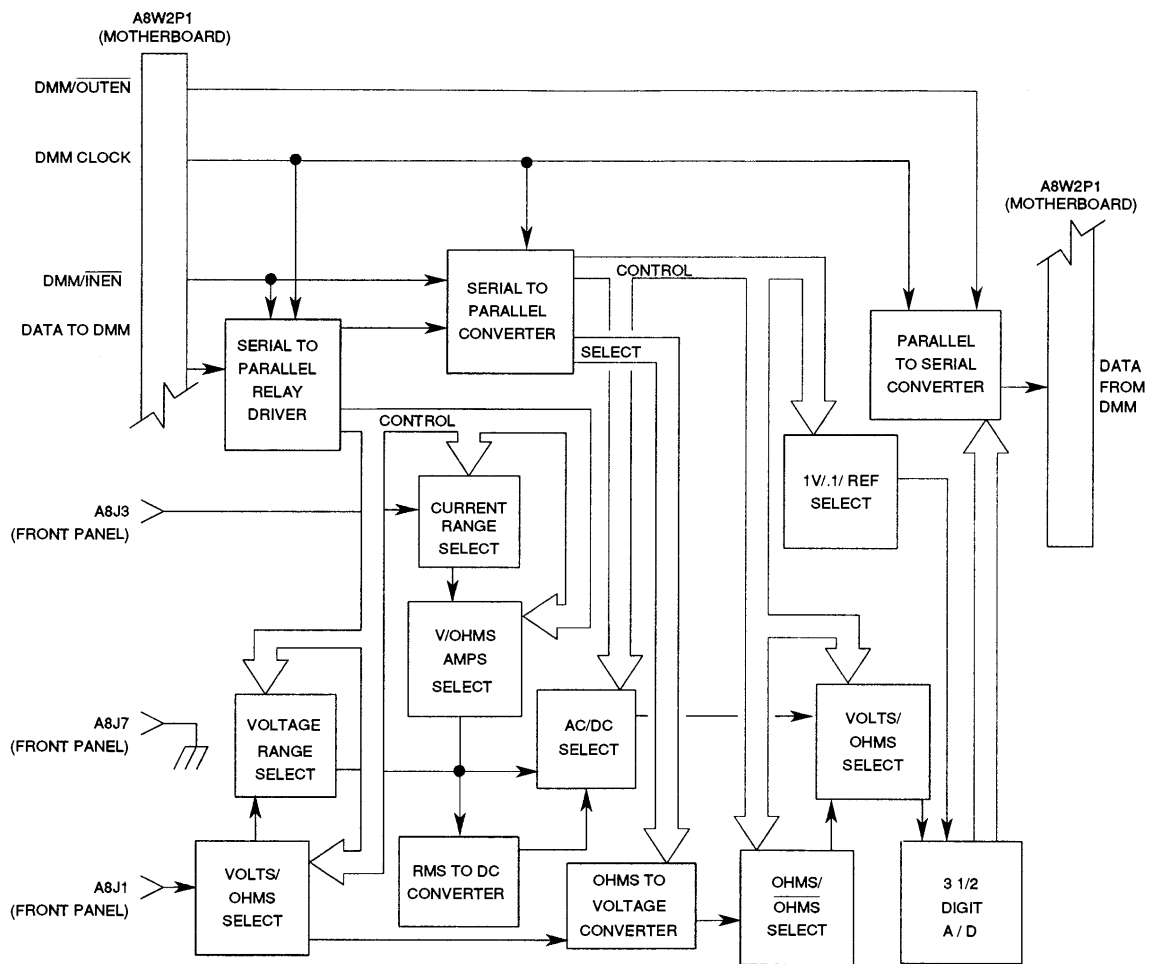 A8W2P1
(MOTHERBOARD)
DMM/OUTEN
DMM CLOCK
A8W2P1
(MOTHERBOARD)
DMM/INEN
CONTROL
SERIAL TO
PARALLEL
CONVERTER
DATA TO DMM
SERIAL TO
PARALLEL
RELAY
DRIVER
SELECT
PARALLEL
TO SERIAL
CONVERTER
DATA
FROM
DMM
CONTROL
1V/.1/ REF
SELECT
A8J3
(FRONT PANEL)
CURRENT
RANGE
SELECT
V/OHMS
AMPS
SELECT
A8J7
(FRONT PANEL)
VOLTAGE
RANGE
SELECT
AC/DC
SELECT
VOLTS/
OHMS
SELECT
A8J1
(FRONT PANEL)
VOLTS/
OHMS
SELECT
RMS TO DC
CONVERTER
OHMS TO
VOLTAGE
CONVERTER
OHMS/
OHMS
SELECT
3 1/2
DIGIT
A / D